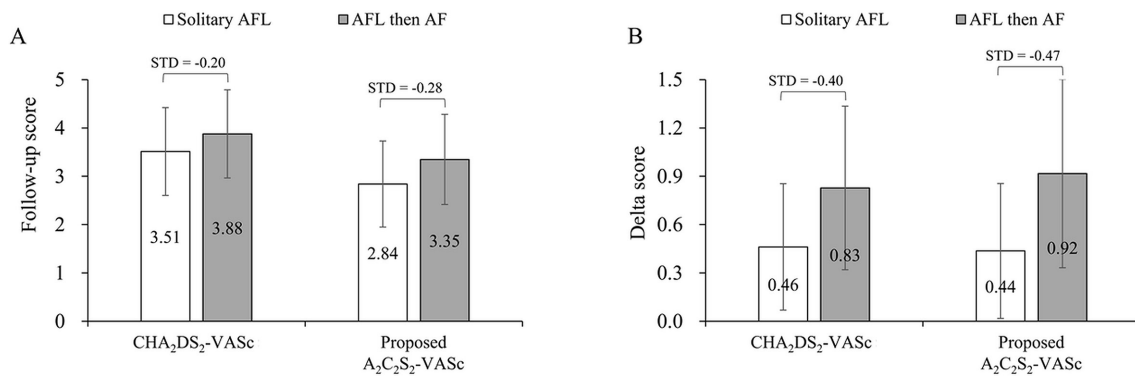 A
Solitary AFL
AFL then AF
Follow-up score
5
4
3
2
1
0
STD = -0.20
STD = -0.28
3.51
3.88
2.84
3.35
CHA₂DS₂-VASc
Proposed
A₂C₂S₂-VASc
B
Solitary AFL
AFL then AF
Delta score
1.5
1.2
0.9
0.6
0.3
0.0
STD = -0.40
STD = -0.47
0.46
0.83
0.44
0.92
CHA₂DS₂-VASc
Proposed
A₂C₂S₂-VASc